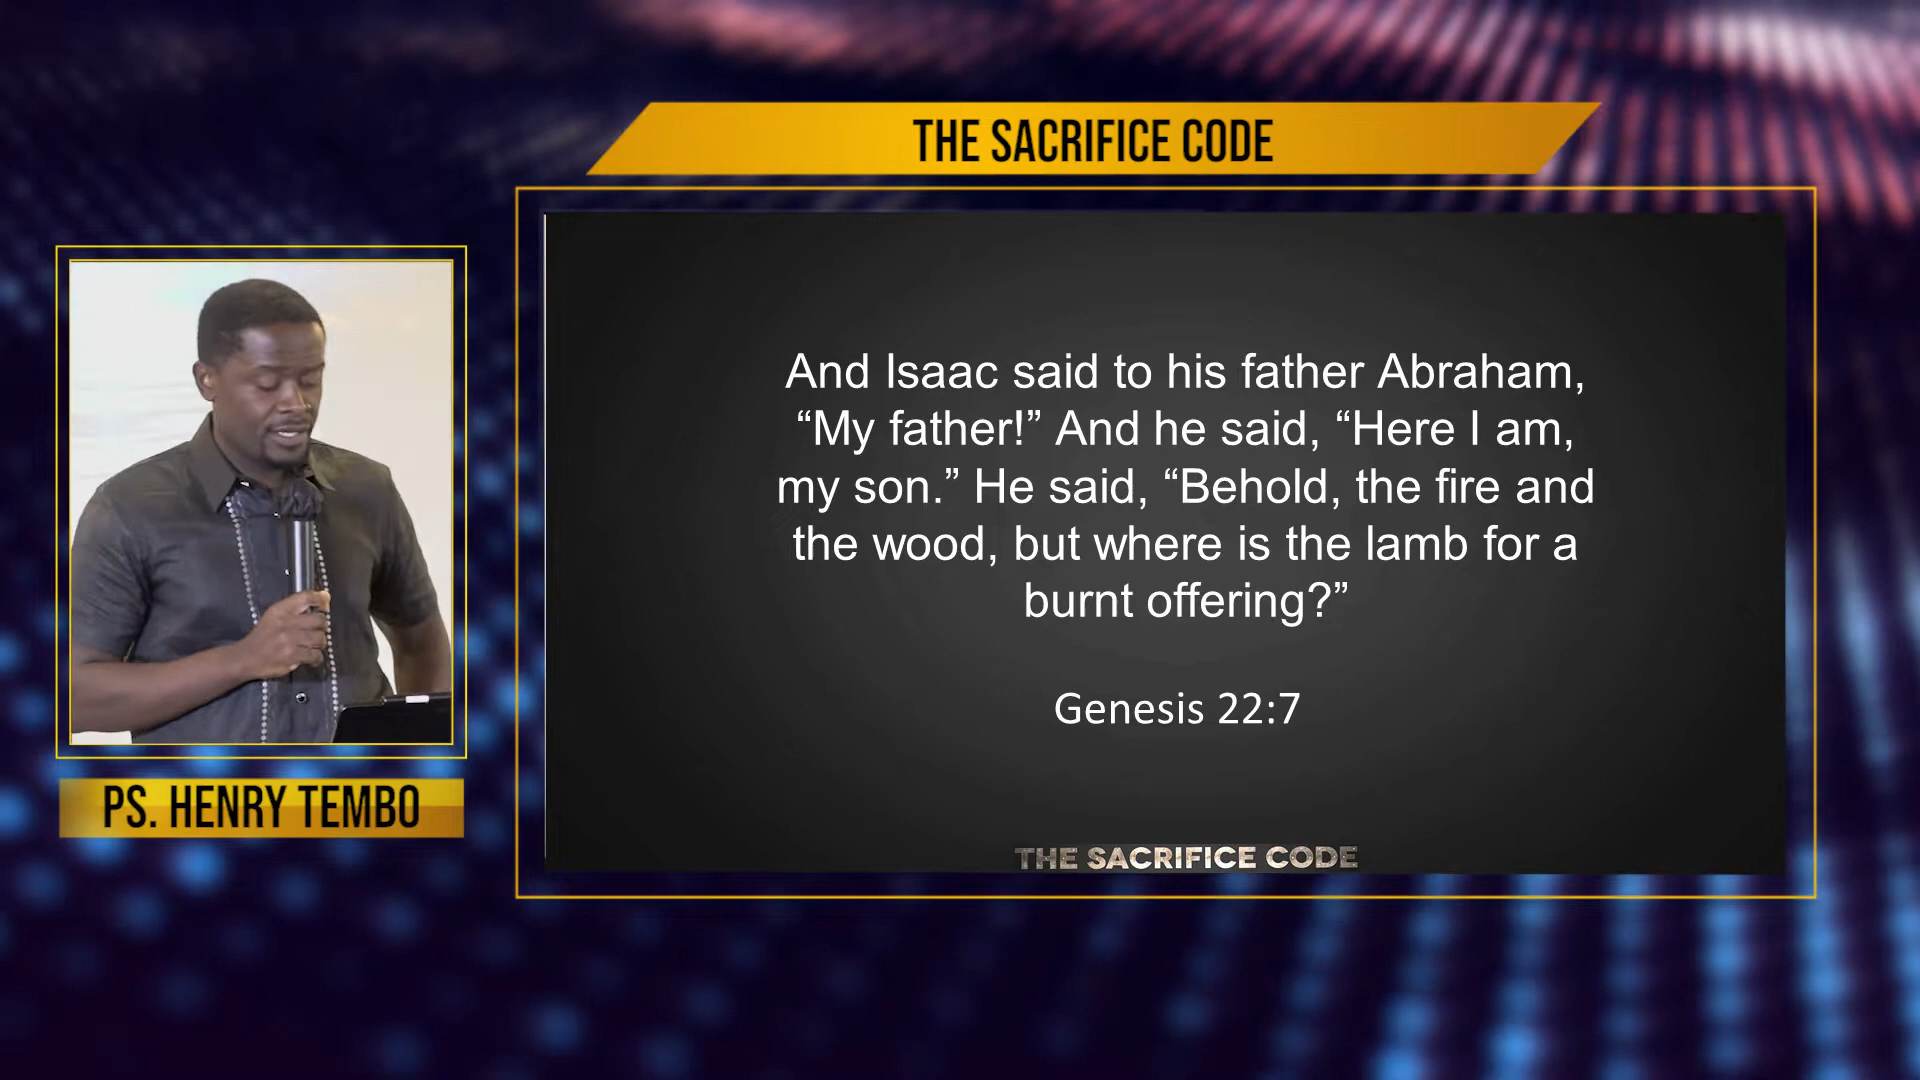 THE SACRIFICE CODE
And Isaac said to his father Abraham,
“My father!” And he said, “Here I am,
my son.” He said, “Behold, the fire and
the wood, but where is the lamb for a
burnt offering?”
Genesis 22:7
THE SACRIFICE CODE
PS. HENRY TEMBO